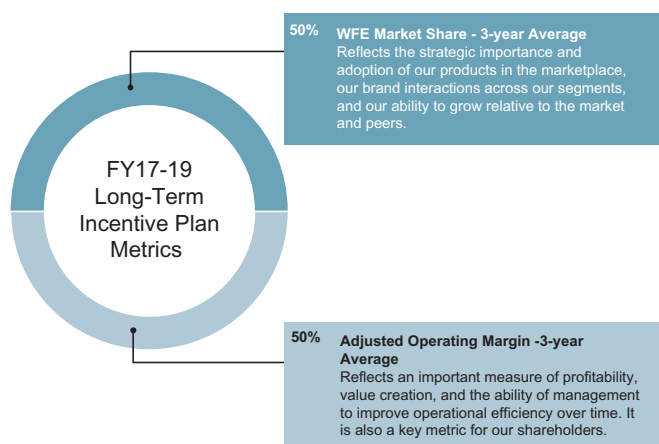 50% WFE Market Share - 3-year Average
Reflects the strategic importance and
adoption of our products in the marketplace,
our brand interactions across our segments,
and our ability to grow relative to the market
and peers.
FY17-19
Long-Term
Incentive Plan
Metrics
50% Adjusted Operating Margin -3-year
Average
Reflects an important measure of profitability,
value creation, and the ability of management
to improve operational efficiency over time. It
is also a key metric for our shareholders.